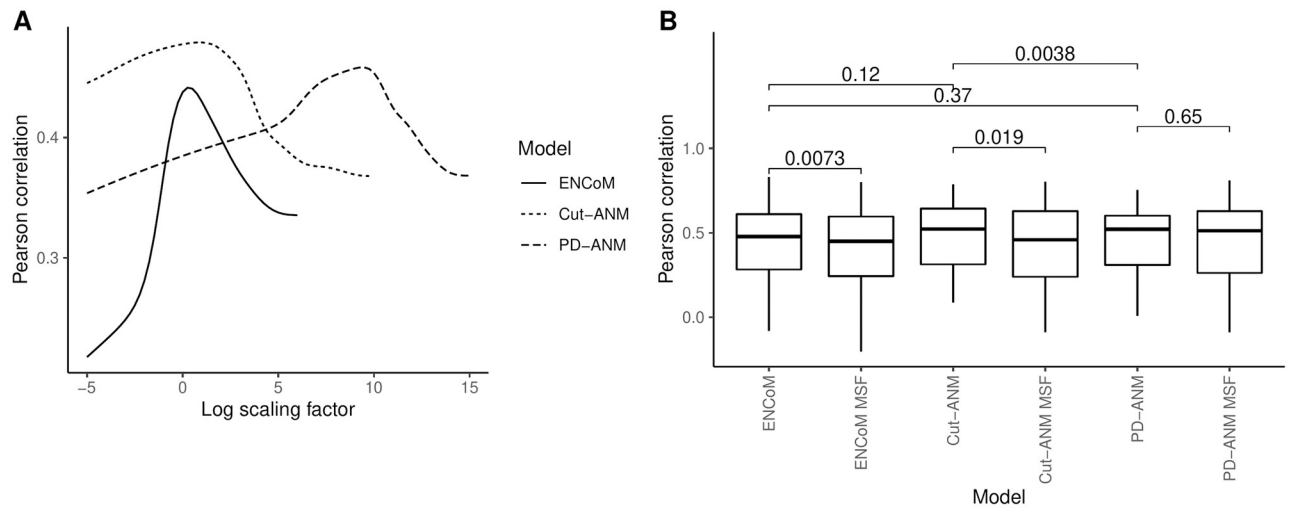 A
Pearson correlation
0.4
0.3
−5
0
5
10
15
Log scaling factor
Model
ENCoM
Cut−ANM
PD−ANM
B
Pearson correlation
1.0
0.5
0.0
0.0038
0.12
0.37
0.65
0.019
0.0073
ENCoM
ENCoM MSF
Cut−ANM
Cut−ANM MSF
PD−ANM
PD−ANM MSF
Model